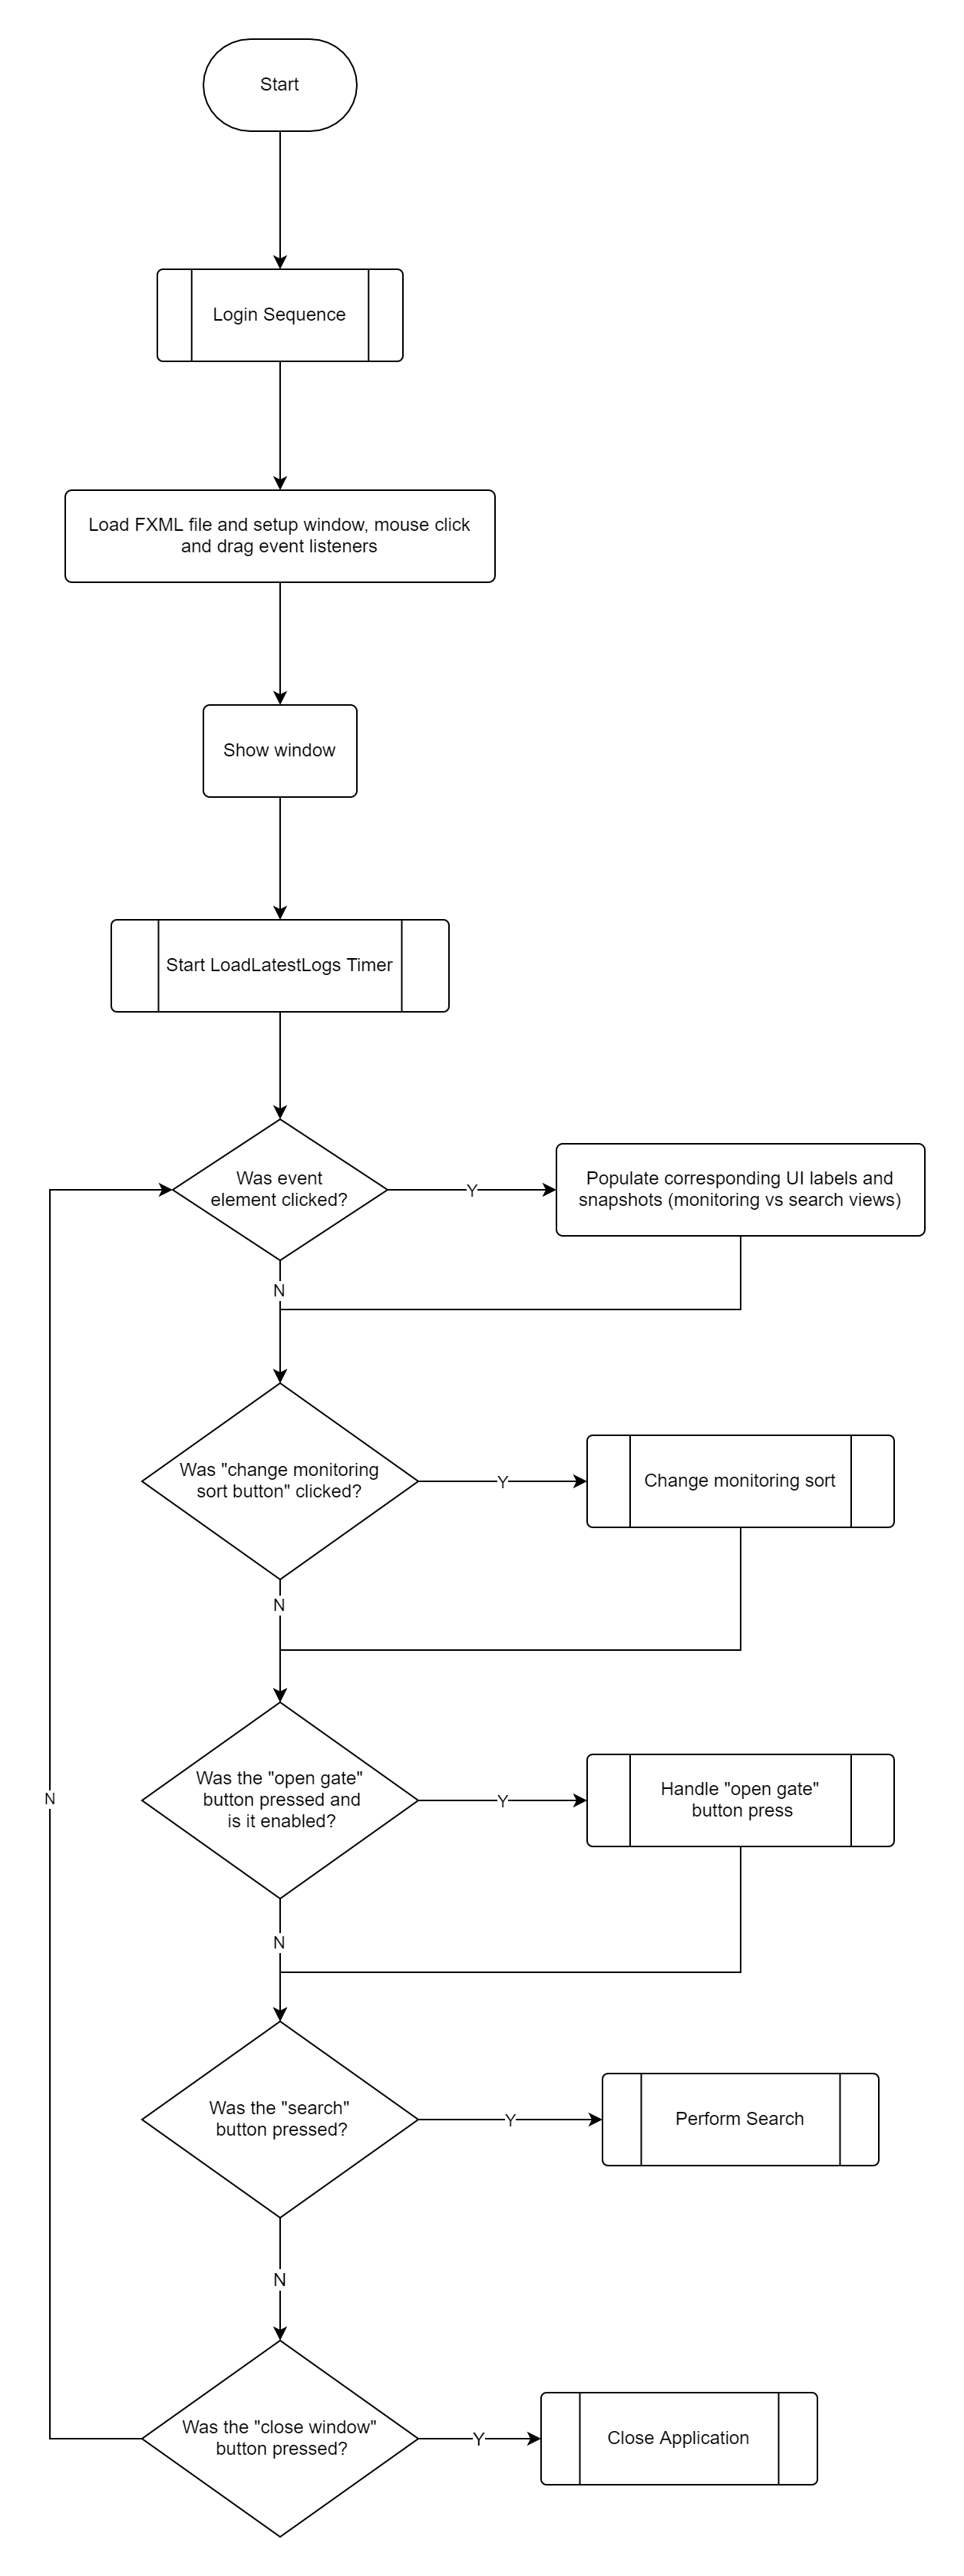 Start
Login Sequence
Load FXML file and setup window, mouse click
and drag event listeners
Show window
Start LoadLatestLogs Timer
Was event
element clicked?
Y
Populate corresponding UI labels and
snapshots (monitoring vs search views)
N
Was "change monitoring
sort button" clicked?
Y
Change monitoring sort
N
Was the "open gate"
button pressed and
is it enabled?
Y
Handle "open gate"
button press
N
N
Was the "search"
button pressed?
Y
Perform Search
N
Was the "close window"
button pressed?
Y
Close Application